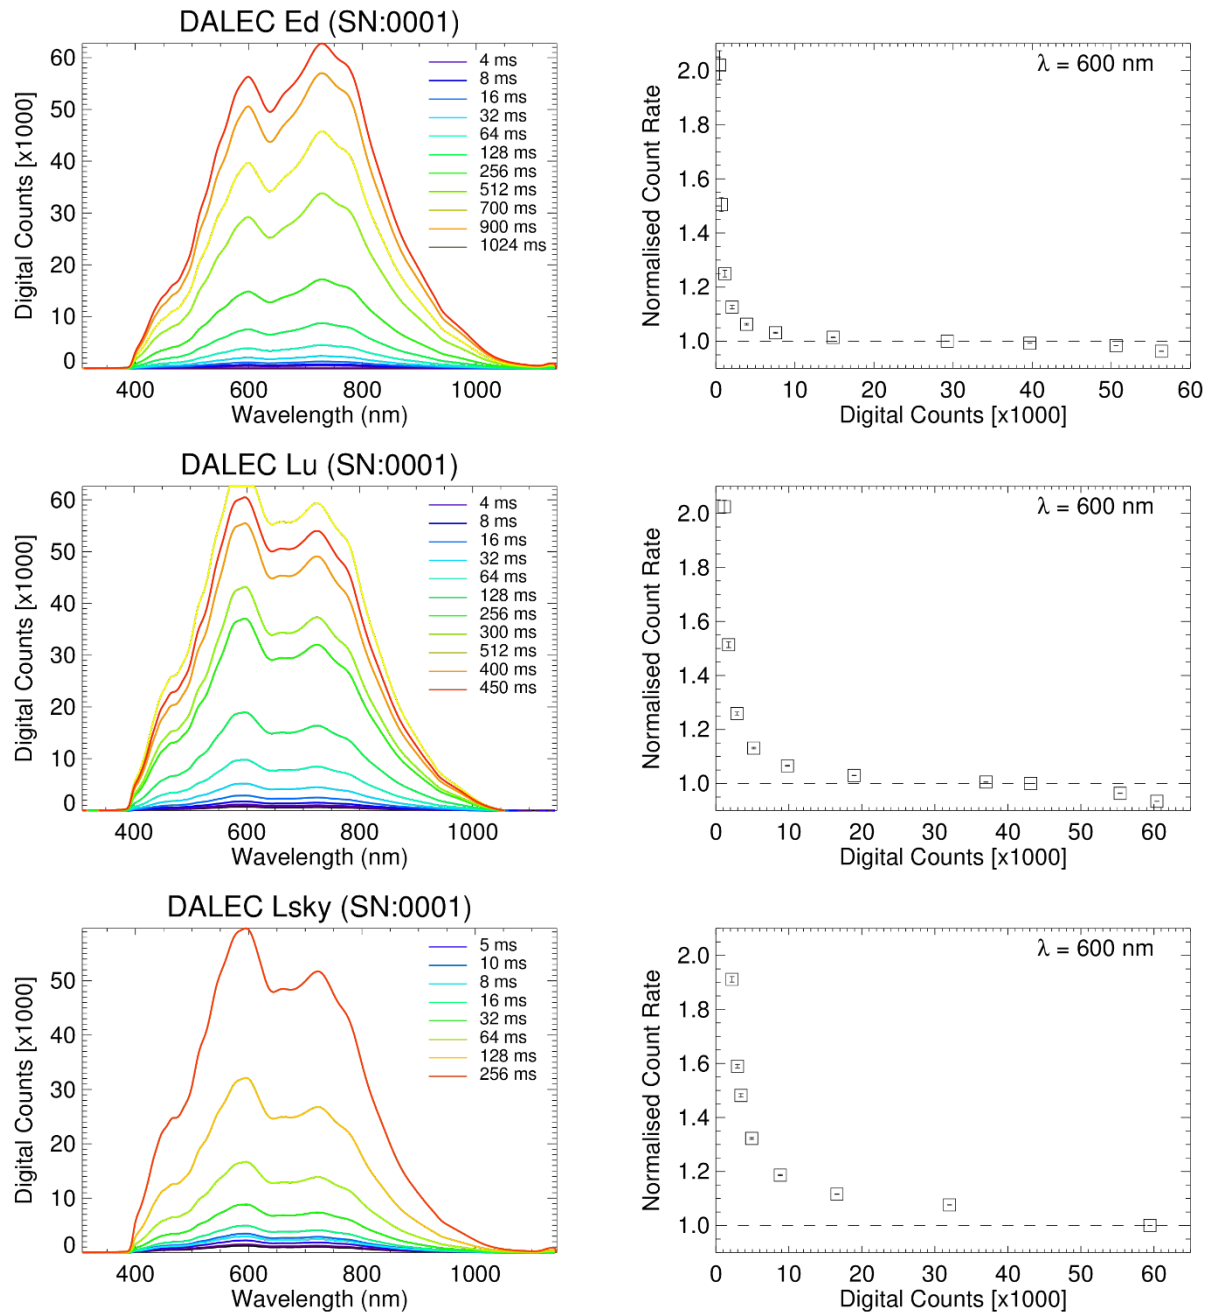 DALEC Ed (SN:0001)
60
50
40
30
20
10
0
Digital Counts [x1000]
4 ms
8 ms
16 ms
32 ms
64 ms
128 ms
256 ms
512 ms
700 ms
900 ms
1024 ms
400 600 800 1000
Wavelength (nm)
λ = 600 nm
2.0
1.8
1.6
1.4
1.2
1.0
Normalised Count Rate
0 10 20 30 40 50 60
Digital Counts [x1000]
DALEC Lu (SN:0001)
60
50
40
30
20
10
0
Digital Counts [x1000]
4 ms
8 ms
16 ms
32 ms
64 ms
128 ms
256 ms
300 ms
512 ms
400 ms
450 ms
400 600 800 1000
Wavelength (nm)
λ = 600 nm
2.0
1.8
1.6
1.4
1.2
1.0
Normalised Count Rate
0 10 20 30 40 50 60
Digital Counts [x1000]
DALEC Lsky (SN:0001)
50
40
30
20
10
0
Digital Counts [x1000]
5 ms
10 ms
8 ms
16 ms
32 ms
64 ms
128 ms
256 ms
400 600 800 1000
Wavelength (nm)
λ = 600 nm
2.0
1.8
1.6
1.4
1.2
1.0
Normalised Count Rate
0 10 20 30 40 50 60
Digital Counts [x1000]